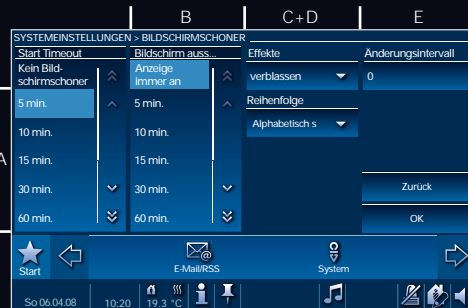 B C+D E
SYSTEMEINSTELLUNGEN > BILDSCHIRMSCHONER
Start Timeout
Kein Bild-
schirmschoner
5 min.
10 min.
15 min.
30 min.
60 min.
Bildschirm auss...
Anzeige
immer an
5 min.
10 min.
15 min.
30 min.
60 min.
Effekte
verblassen
Reihenfolge
Alphabetisch s
Änderungsintervall
0
Zurück
OK
A
Start
E-Mail/RSS
System
So 06.04.08
10:20
19.3 °C